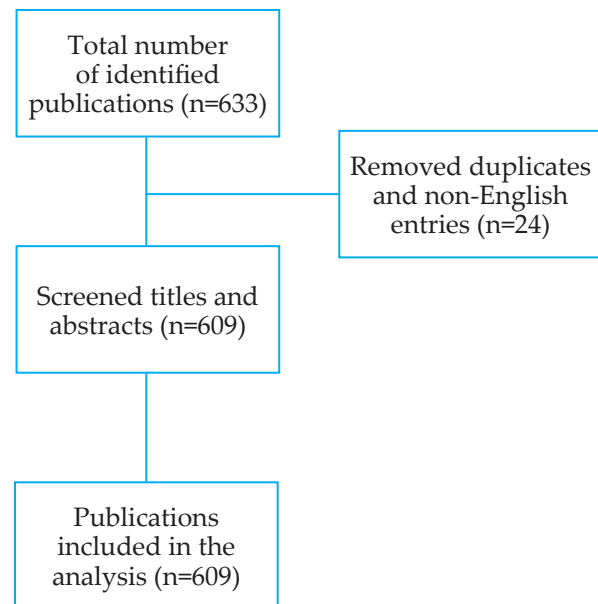 Total number
of identified
publications (n=633)
Removed duplicates
and non-English
entries (n=24)
Screened titles and
abstracts (n=609)
Publications
included in the
analysis (n=609)